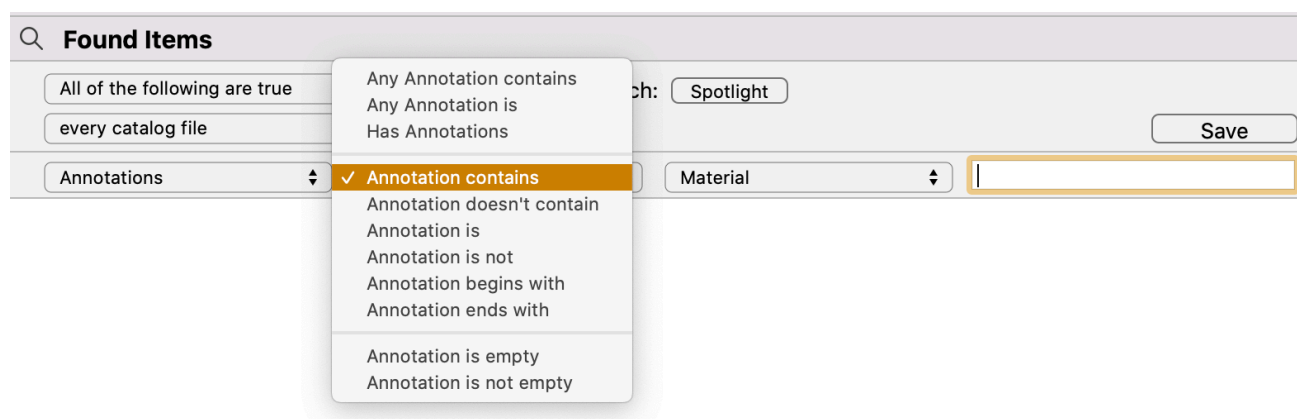 Found Items
All of the following are true
ch: Spotlight
every catalog file
Save
Annotations
Any Annotation contains
Any Annotation is
Has Annotations
✓ Annotation contains
Annotation doesn't contain
Annotation is
Annotation is not
Annotation begins with
Annotation ends with
Annotation is empty
Annotation is not empty
Material